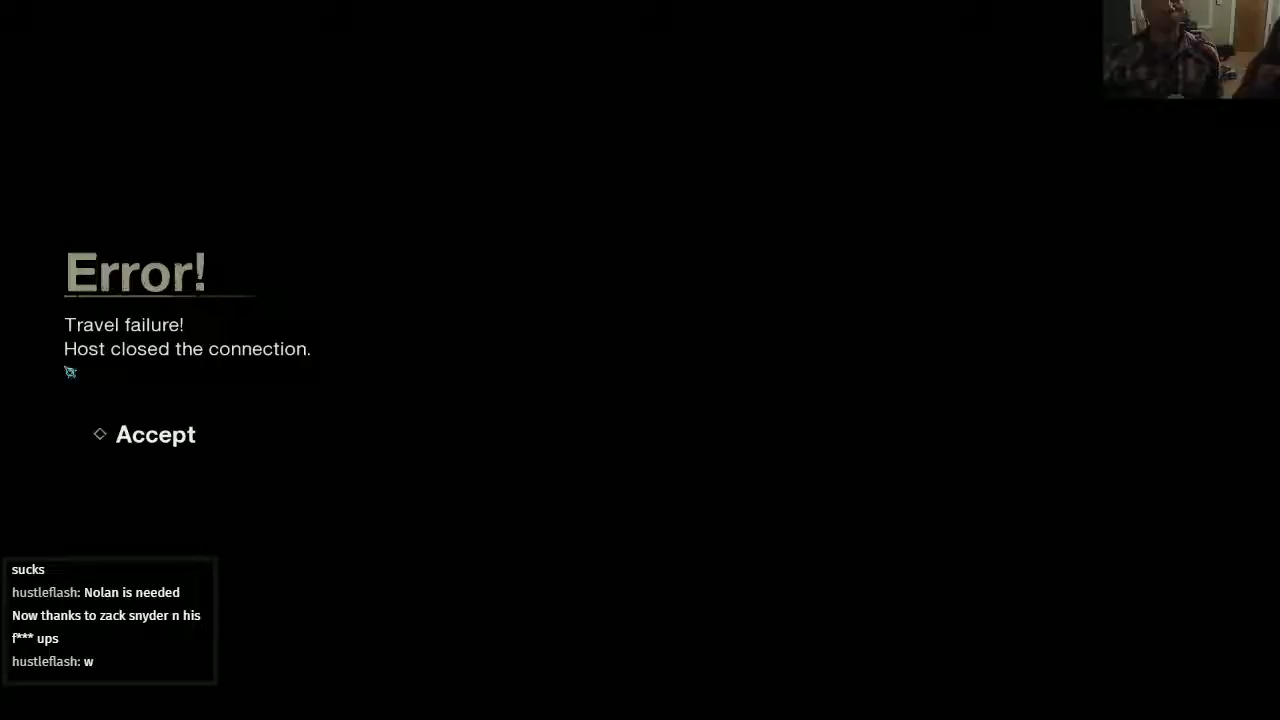 Error!
Travel failure!
Host closed the connection.
Accept
sucks
hustleflash: Nolan is needed
Now thanks to zack snyder n his
f*** ups
hustleflash: w